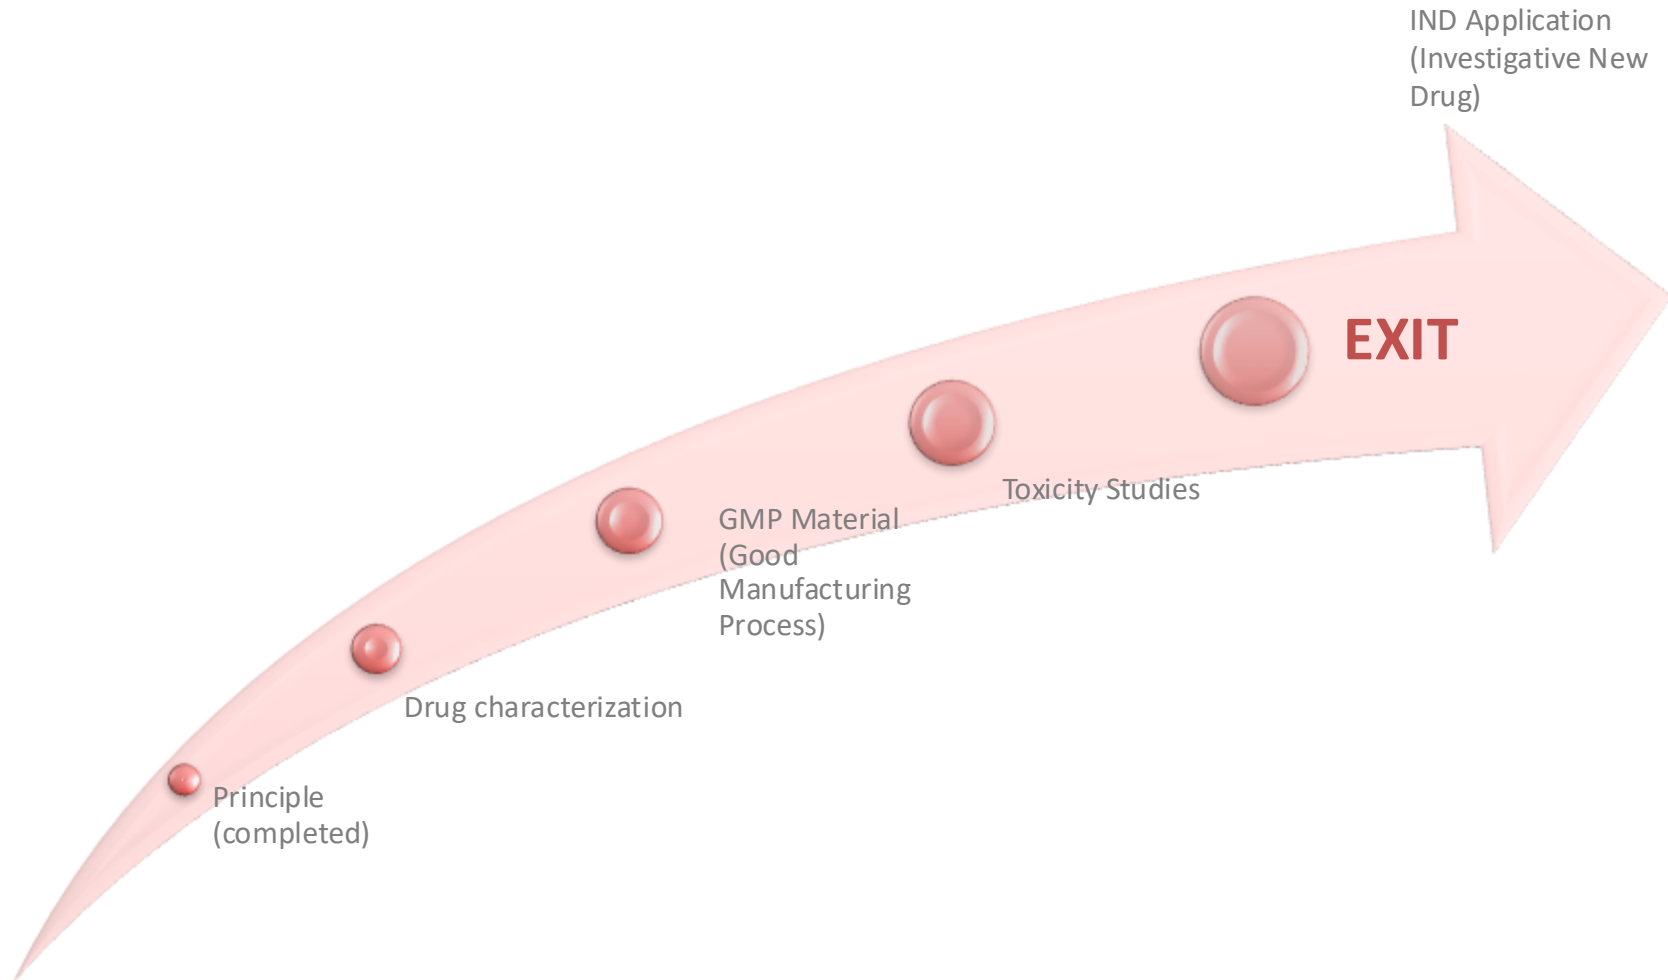 IND Application
(Investigative New
Drug)
EXIT
Toxicity Studies
GMP Material
(Good
Manufacturing
Process)
Drug characterization
Principle
(completed)